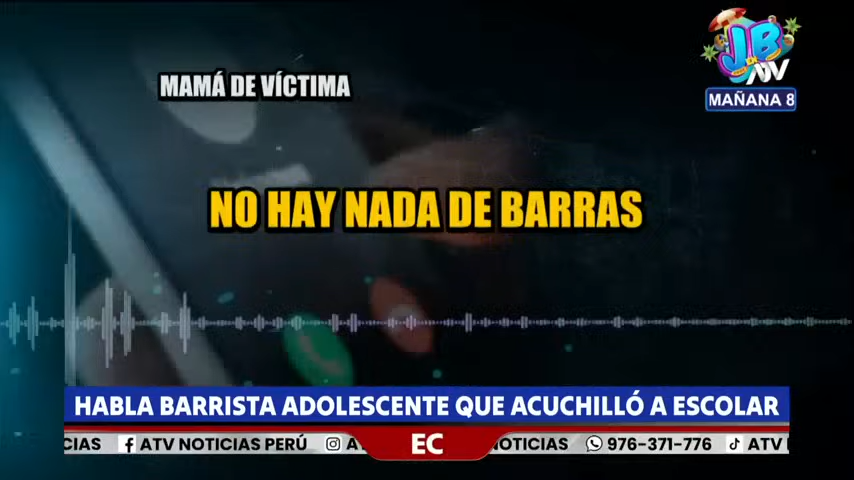 JB
EN
ATV
MAÑANA 8
MAMÁ DE VÍCTIMA
NO HAY NADA DE BARRAS
HABLA BARRISTA ADOLESCENTE QUE ACUCHILLÓ A ESCOLAR
CIAS ATV NOTICIAS PERÚ A EC NOTICIAS 976-371-776 ATV